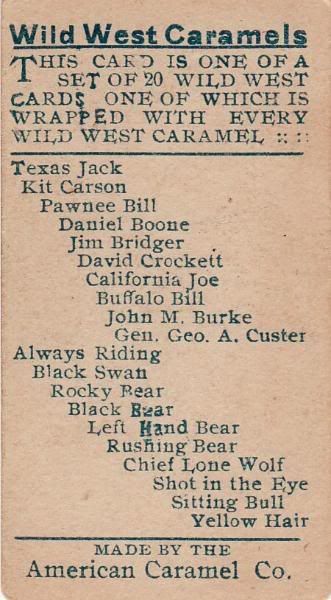 Wild West Caramels
THIS CARD IS ONE OF A
SET OF 20 WILD WEST
CARDS ONE OF WHICH IS
WRAPPED WITH EVERY
WILD WEST CARAMEL :: ::
Texas Jack
Kit Carson
Pawnee Bill
Daniel Boone
Jim Bridger
David Crockett
California Joe
Buffalo Bill
John M. Burke
Gen. Geo. A. Custer
Always Riding
Black Swan
Rocky Bear
Black Bear
Left Hand Bear
Rushing Bear
Chief Lone Wolf
Shot in the Eye
Sitting Bull
Yellow Hair
MADE BY THE
American Caramel Co.